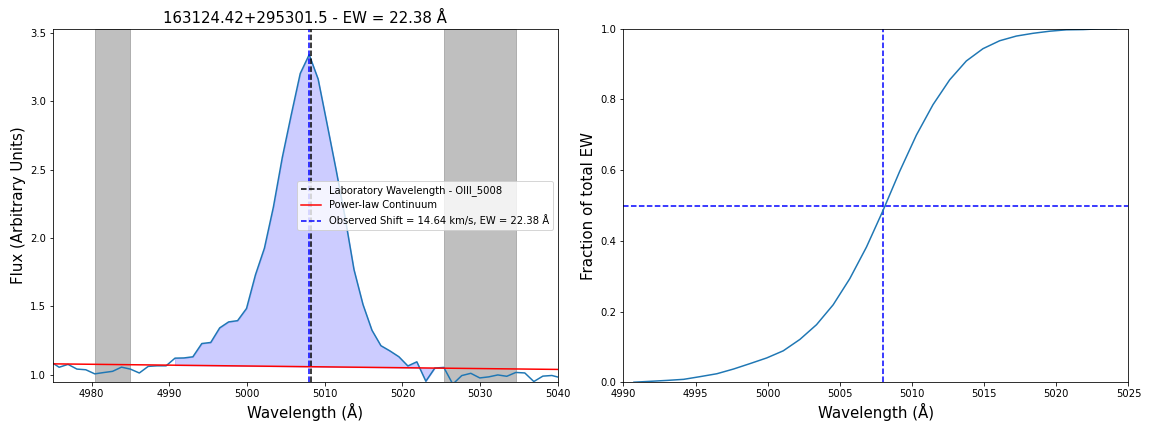 163124.42+295301.5 - EW = 22.38 Å
3.5
3.0
2.5
2.0
1.5
1.0
Flux (Arbitrary Units)
Laboratory Wavelength - OIII_5008
Power-law Continuum
Observed Shift = 14.64 km/s, EW = 22.38 Å
4980 4990 5000 5010 5020 5030 5040
Wavelength (Å)
1.0
0.8
0.6
0.4
0.2
0.0
Fraction of total EW
4990 4995 5000 5005 5010 5015 5020 5025
Wavelength (Å)